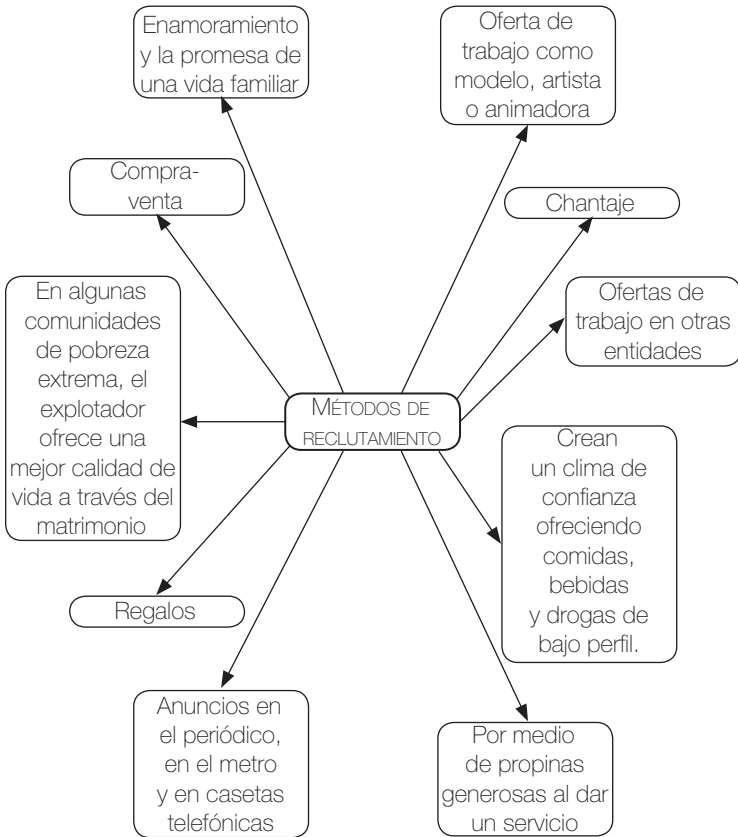 Enamoramiento
y la promesa de
una vida familiar
Oferta de
trabajo como
modelo, artista
o animadora
Compra-
venta
Chantaje
En algunas
comunidades
de pobreza
extrema, el
explotador
ofrece una
mejor calidad de
vida a través del
matrimonio
Ofertas de
trabajo en otras
entidades
MÉTODOS DE
RECLUTAMIENTO
Crean
un clima de
confianza
ofreciendo
comidas,
bebidas
y drogas de
bajo perfil.
Regalos
Anuncios en
el periódico,
en el metro
y en casetas
telefónicas
Por medio
de propinas
generosas al dar
un servicio